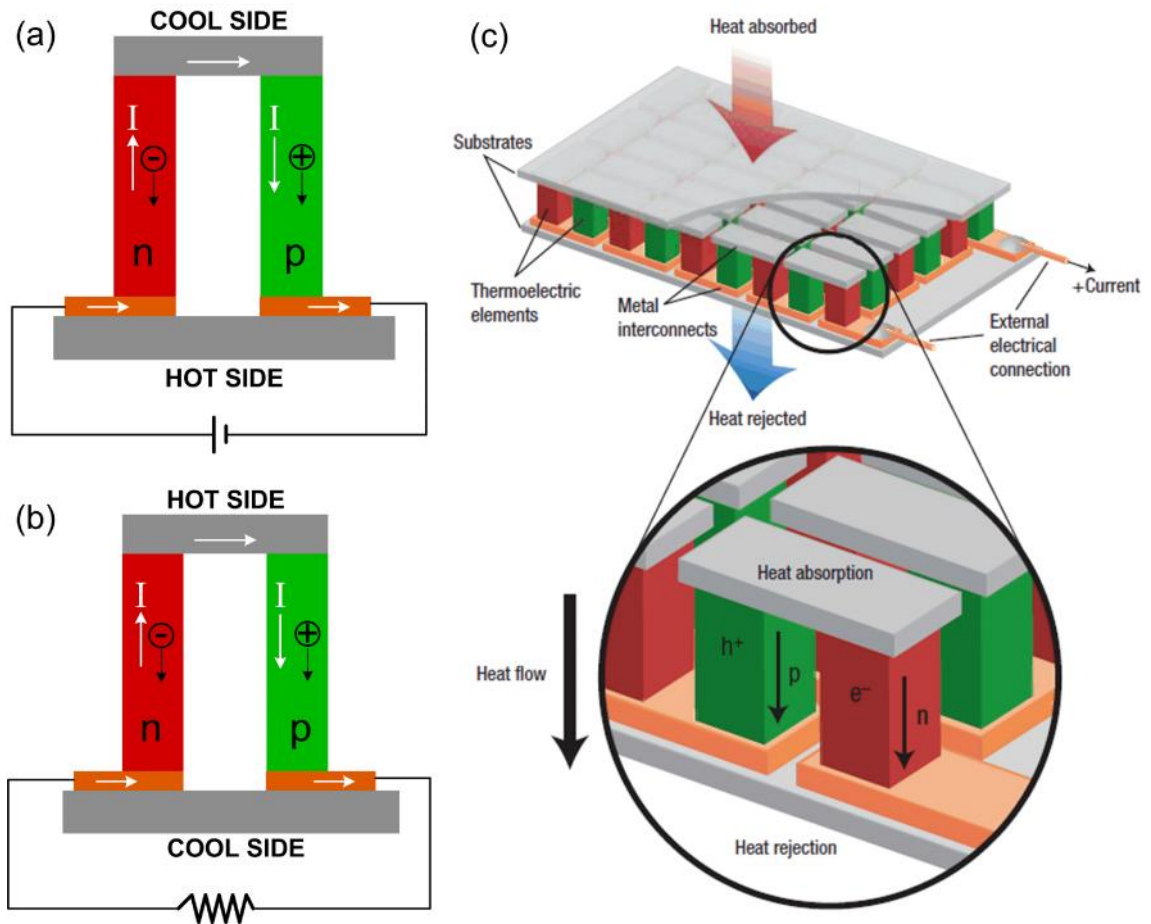 (a)
COOL SIDE
I
I
n
p
HOT SIDE
(b)
HOT SIDE
I
I
n
p
COOL SIDE
(c)
Heat absorbed
Substrates
Thermoelectric
elements
Metal
interconnects
+Current
External
electrical
connection
Heat rejected
Heat absorption
h⁺
p
e⁻
n
Heat flow
Heat rejection